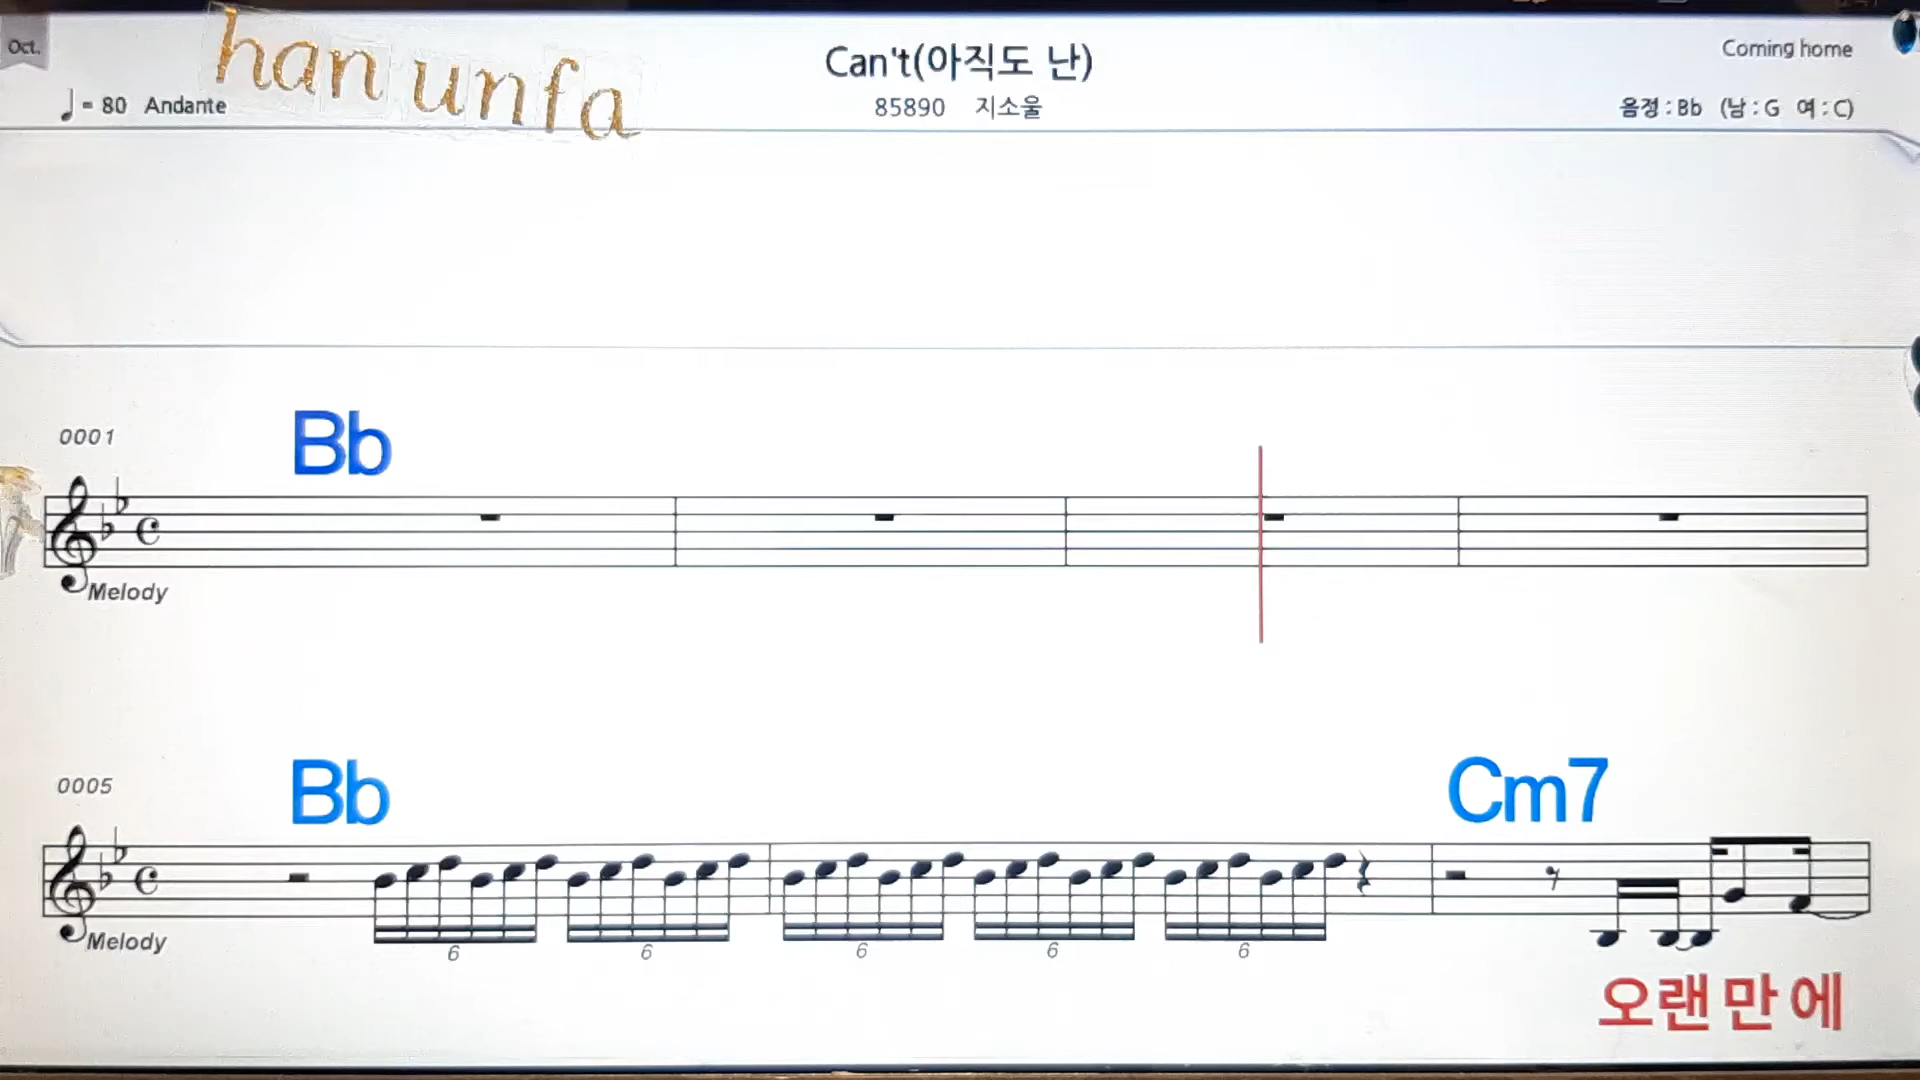 Oct.
han unfa
Can't(아직도 난)
Coming home
♩= 80 Andante
85890 지소울
음정 : Bb (남 : G 여 : C)
0001
Bb
Melody
0005
Bb
Cm7
Melody
6 6 6 6 6
오랜만에